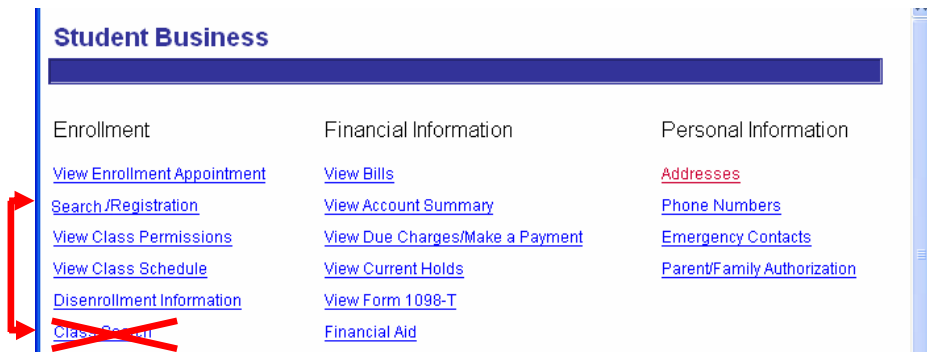 Student Business
Enrollment
View Enrollment Appointment
Search /Registration
View Class Permissions
View Class Schedule
Disenrollment Information
Class Search
Financial Information
View Bills
View Account Summary
View Due Charges/Make a Payment
View Current Holds
View Form 1098-T
Financial Aid
Personal Information
Addresses
Phone Numbers
Emergency Contacts
Parent/Family Authorization